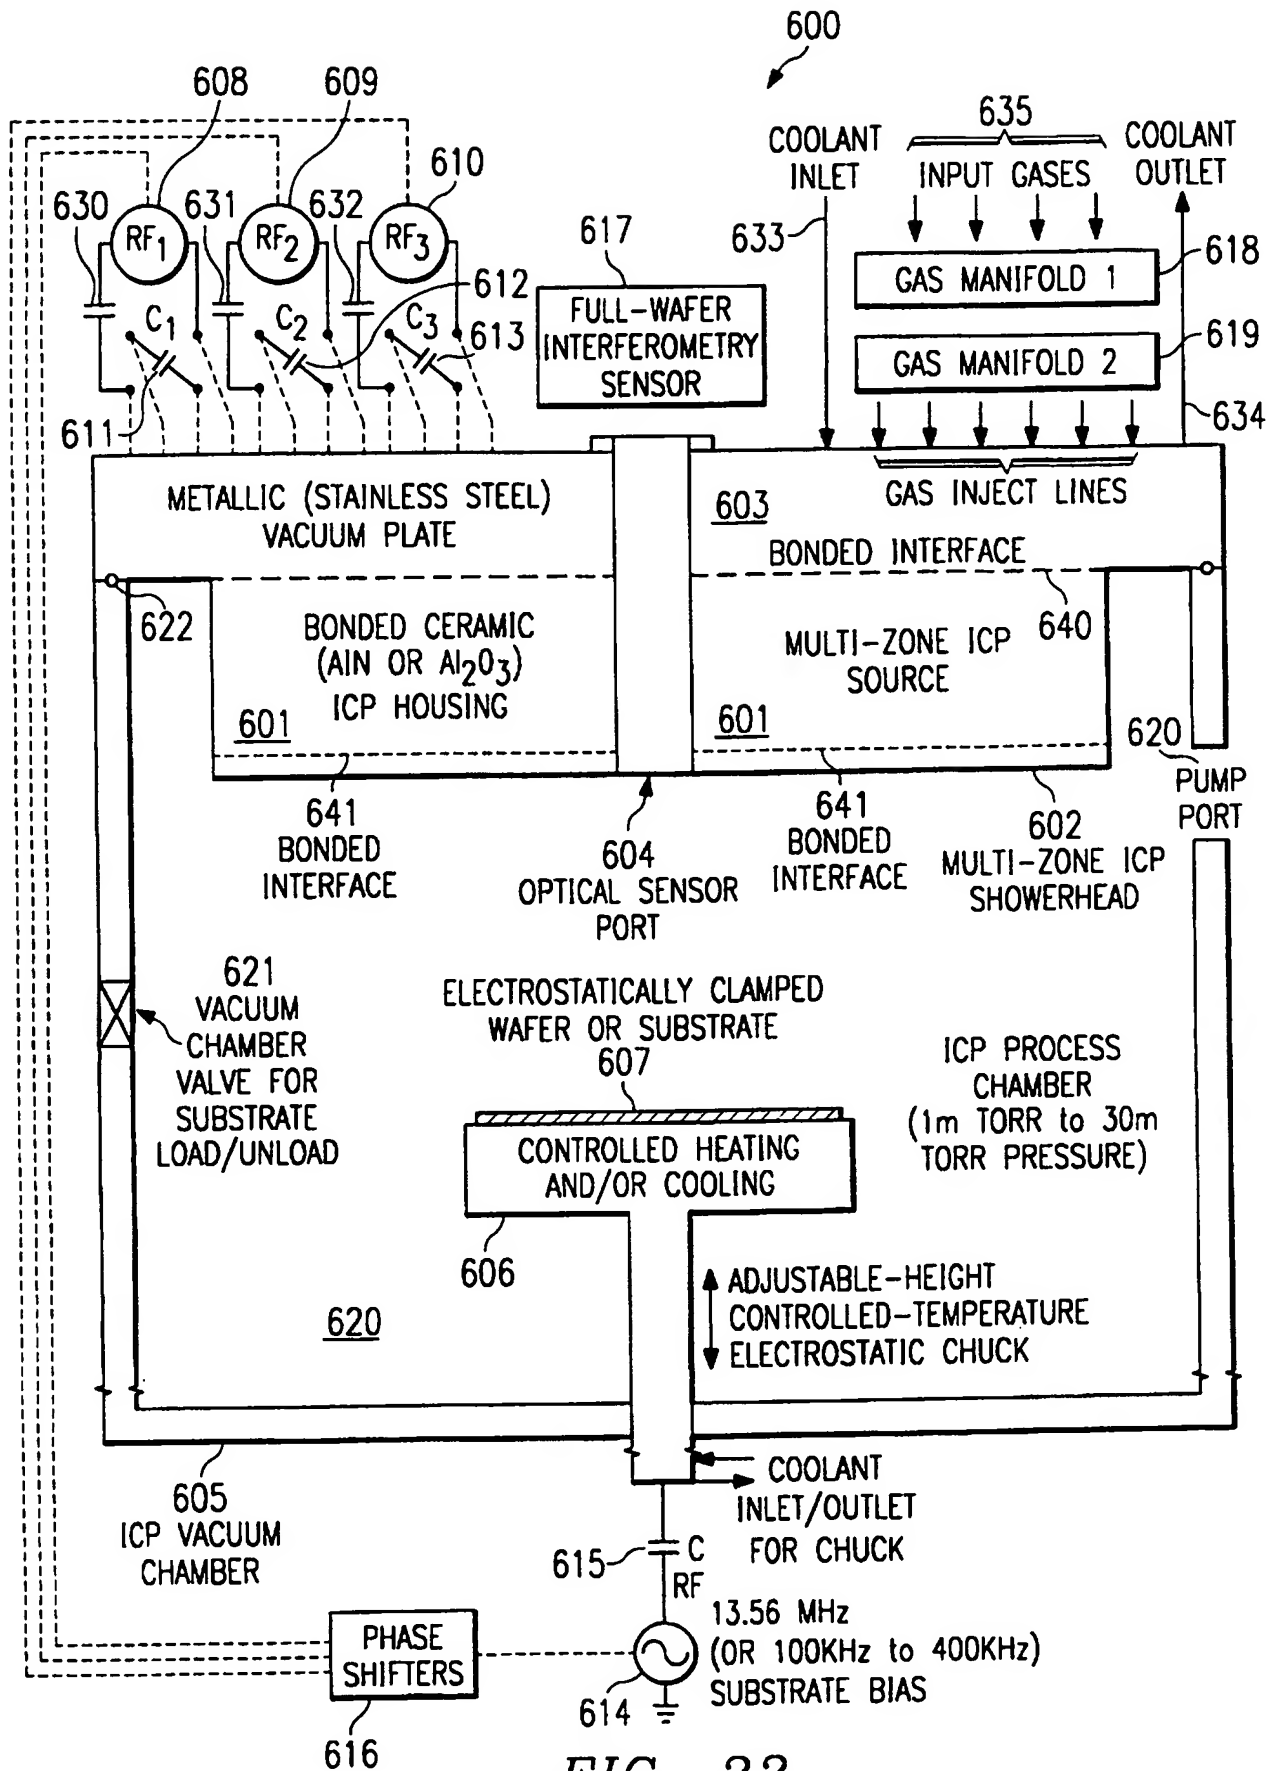 600
608
609
635
COOLANT
INLET
INPUT GASES
COOLANT
OUTLET
610
630
631
632
RF1
RF2
RF3
617
633
GAS MANIFOLD 1
618
612
C1
C2
C3
613
FULL-WAFER
INTERFEROMETRY
SENSOR
GAS MANIFOLD 2
619
611
634
METALLIC (STAINLESS STEEL)
VACUUM PLATE
603
GAS INJECT LINES
BONDED INTERFACE
622
640
BONDED CERAMIC
(AlN OR Al2O3)
ICP HOUSING
MULTI-ZONE ICP
SOURCE
601
601
620
PUMP
PORT
641
BONDED
INTERFACE
604
OPTICAL SENSOR
PORT
641
BONDED
INTERFACE
602
MULTI-ZONE ICP
SHOWERHEAD
621
VACUUM
CHAMBER
VALVE FOR
SUBSTRATE
LOAD/UNLOAD
ELECTROSTATICALLY CLAMPED
WAFER OR SUBSTRATE
607
ICP PROCESS
CHAMBER
(1m TORR to 30m
TORR PRESSURE)
CONTROLLED HEATING
AND/OR COOLING
606
ADJUSTABLE-HEIGHT
CONTROLLED-TEMPERATURE
ELECTROSTATIC CHUCK
620
605
ICP VACUUM
CHAMBER
COOLANT
INLET/OUTLET
FOR CHUCK
615
C
RF
13.56 MHz
(OR 100KHz to 400KHz)
SUBSTRATE BIAS
PHASE
SHIFTERS
614
616